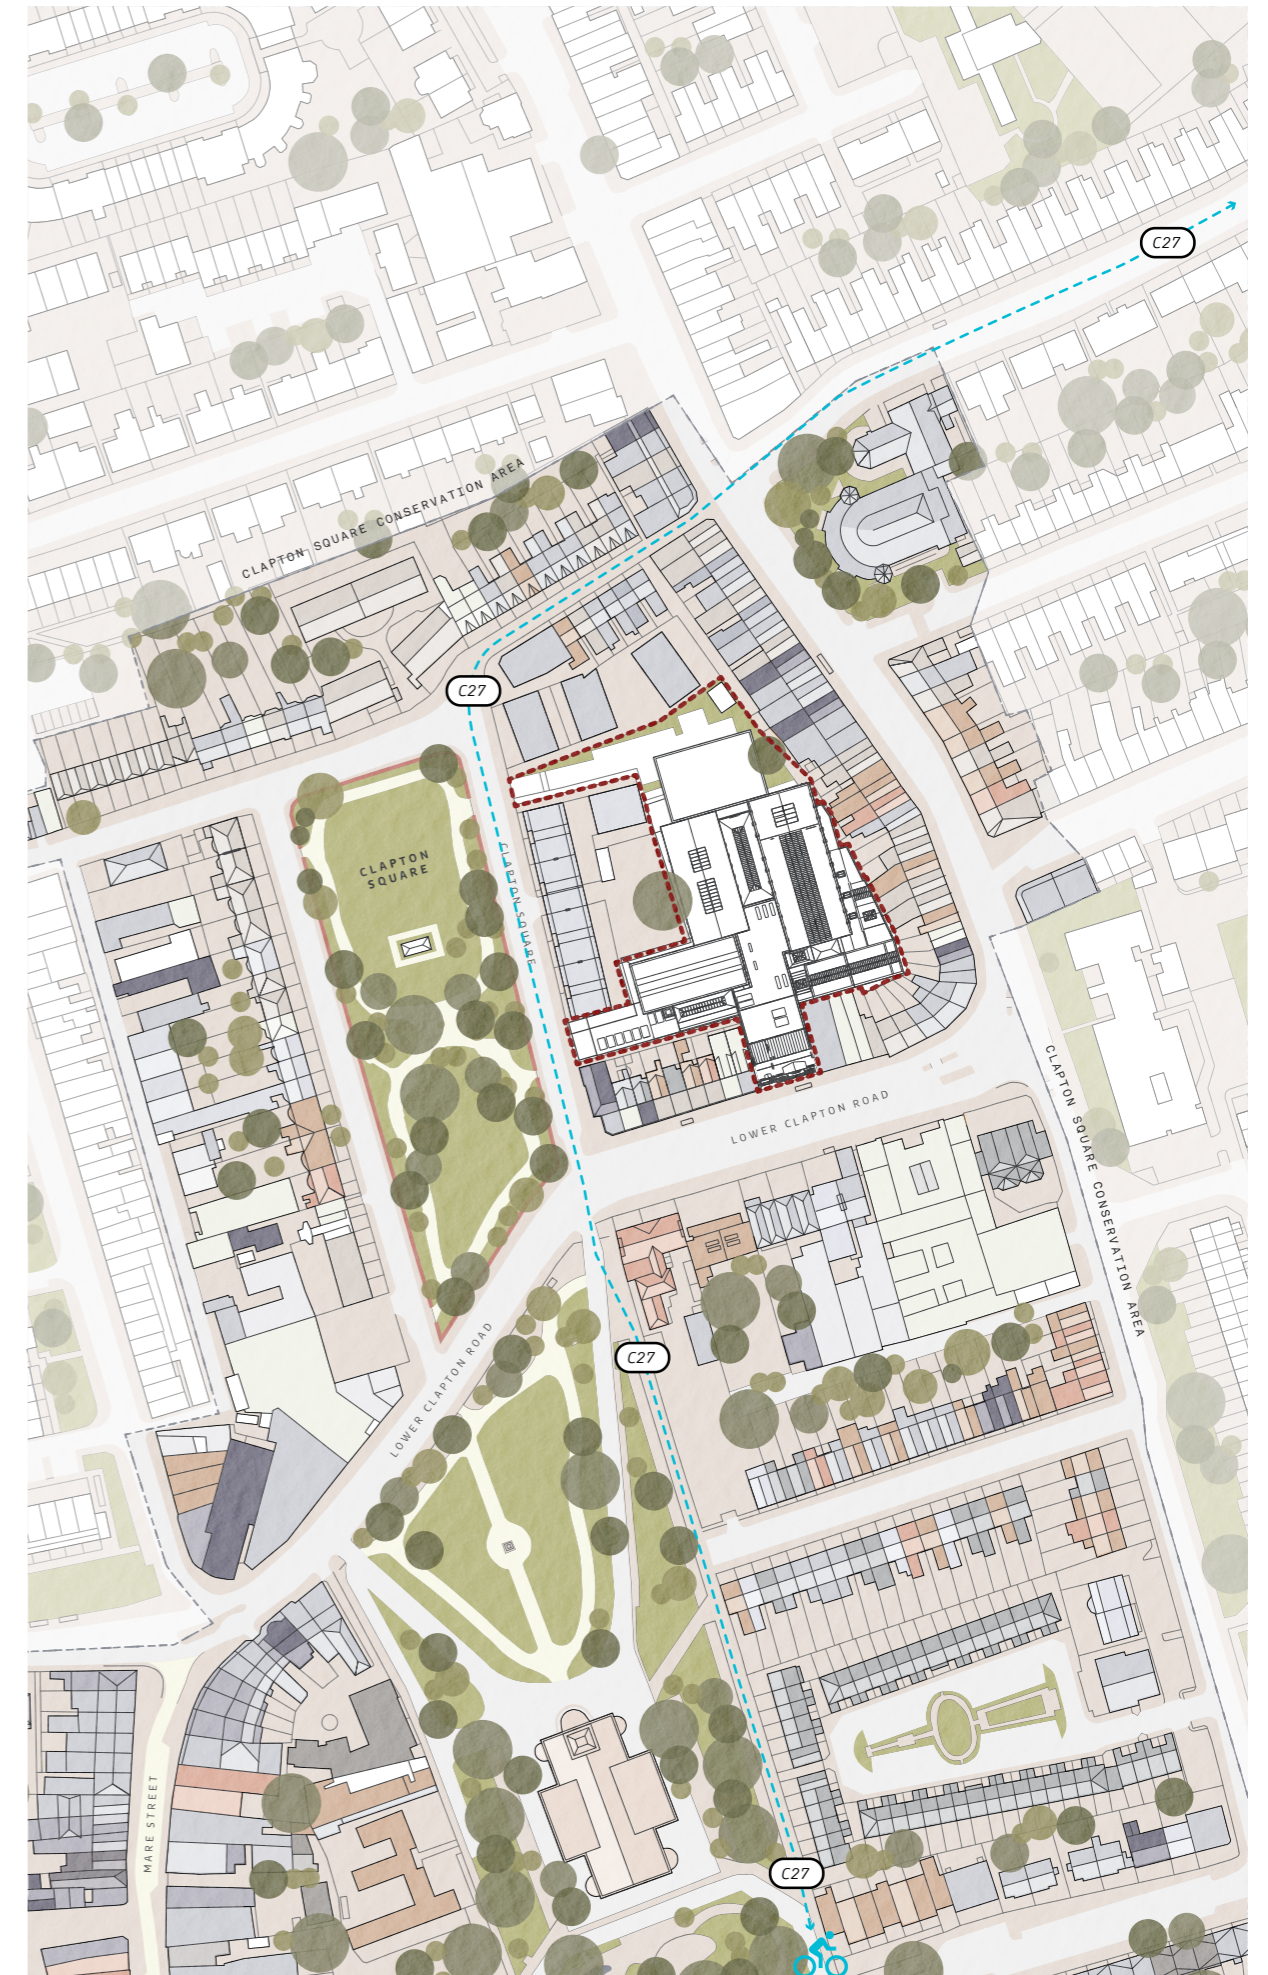 C27
CLAPTON SQUARE CONSERVATION AREA
C27
CLAPTON
SQUARE
CLAPTON SQUARE
LOWER CLAPTON ROAD
CLAPTON SQUARE CONSERVATION AREA
LOWER CLAPTON ROAD
C27
MARE STREET
C27